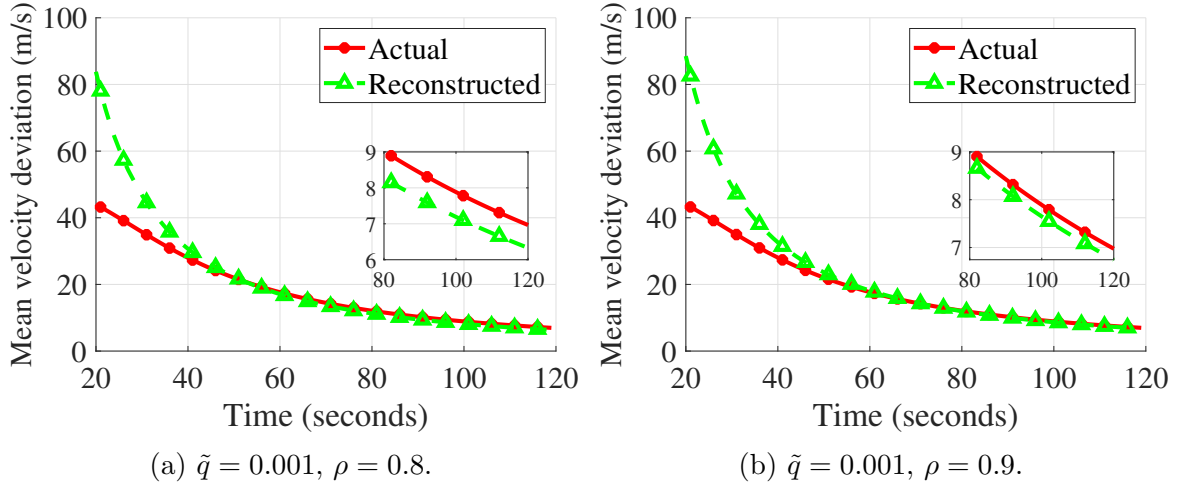 Mean velocity deviation (m/s)
100
80
60
40
20
0
Actual
Reconstructed
9
8
7
6
80 100 120
20 40 60 80 100 120
Time (seconds)
(a) q̃ = 0.001, ρ = 0.8.
Mean velocity deviation (m/s)
100
80
60
40
20
0
Actual
Reconstructed
9
8
7
80 100 120
20 40 60 80 100 120
Time (seconds)
(b) q̃ = 0.001, ρ = 0.9.